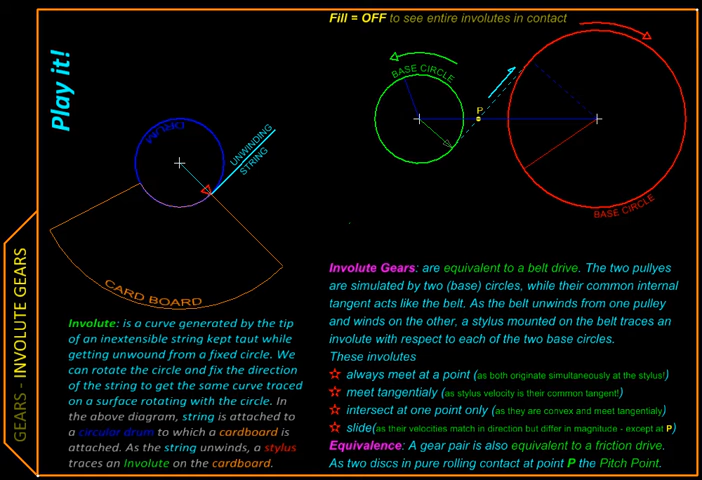 Fill = OFF to see entire involutes in contact
Play it!
BASE CIRCLE
P
DRUM
UNWINDING
STRING
BASE CIRCLE
CARD BOARD
GEARS - INVOLUTE GEARS
Involute: is a curve generated by the tip
of an inextensible string kept taut while
getting unwound from a fixed circle. We
can rotate the circle and fix the direction
of the string to get the same curve traced
on a surface rotating with the circle. In
the above diagram, string is attached to
a circular drum to which a cardboard is
attached. As the string unwinds, a stylus
traces an Involute on the cardboard.
Involute Gears: are equivalent to a belt drive. The two pullyes
are simulated by two (base) circles, while their common internal
tangent acts like the belt. As the belt unwinds from one pulley
and winds on the other, a stylus mounted on the belt traces an
involute with respect to each of the two base circles.
These involutes
always meet at a point (as both originate simultaneously at the stylus!)
meet tangentialy (as stylus velocity is their common tangent!)
intersect at one point only (as they are convex and meet tangentialy)
slide(as their velocities match in direction but differ in magnitude - except at P)
Equivalence: A gear pair is also equivalent to a friction drive.
As two discs in pure rolling contact at point P the Pitch Point.